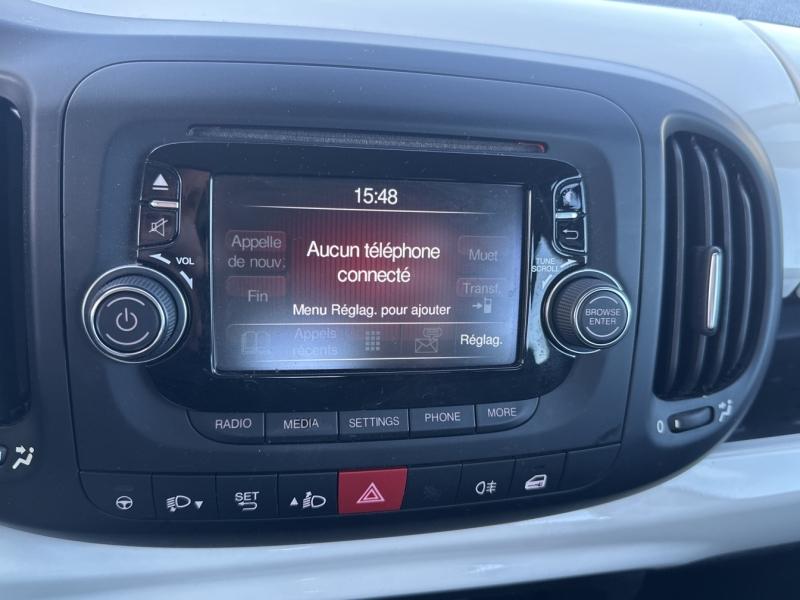 15:48
Appelle
de nouv.
Aucun téléphone
connecté
Muet
Fin
Transf.
Menu Réglag. pour ajouter
Appels
récents
Réglag.
VOL
TUNE
SCROLL
BROWSE
ENTER
RADIO
MEDIA
SETTINGS
PHONE
MORE
0
SET